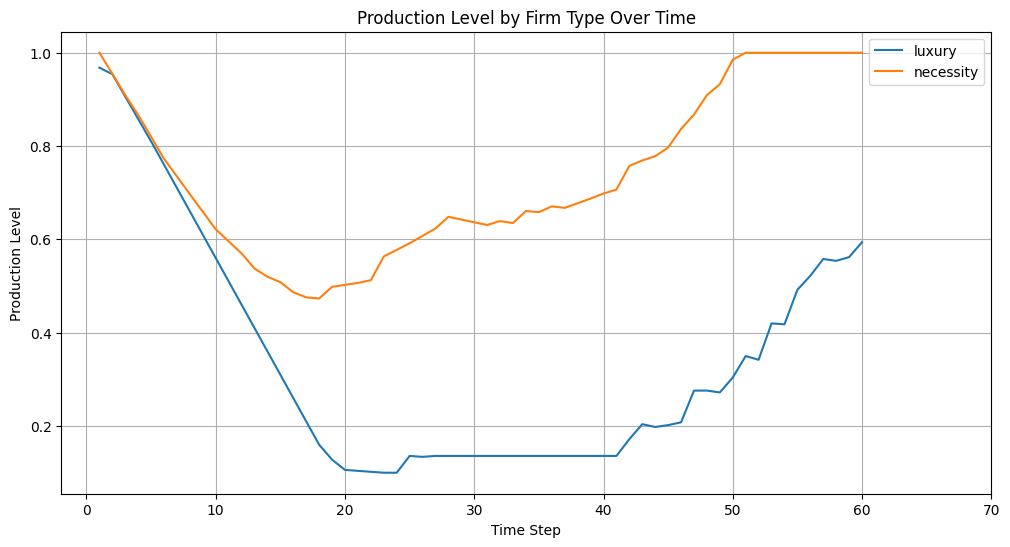 Production Level by Firm Type Over Time
luxury
necessity
Production Level
1.0
0.8
0.6
0.4
0.2
0 10 20 30 40 50 60 70
Time Step